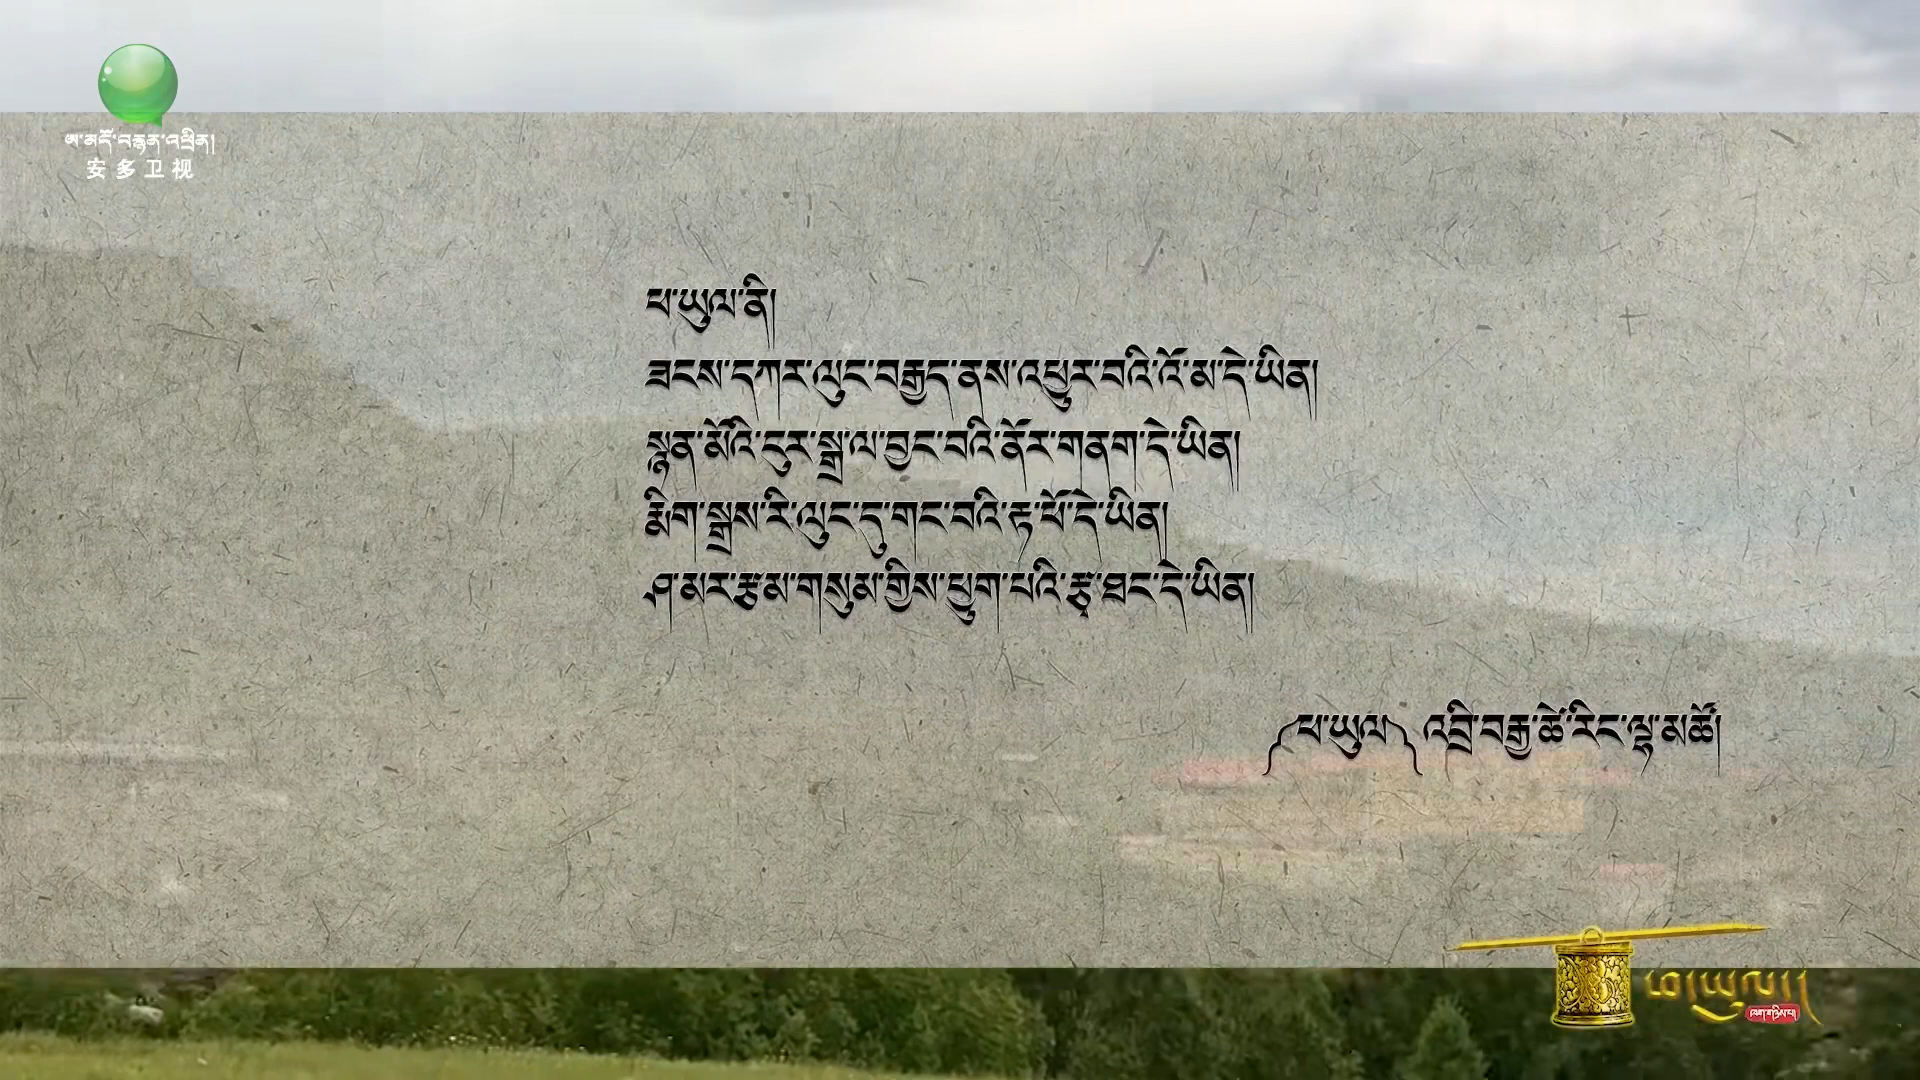 ཨ་མདོ་བརྙན་འཕྲིན།
安多卫视
ཕ་ཡུལ་ནི།
ཟངས་དཀར་ལུང་བརྒྱད་ནས་འཕྱུར་བའི་འོ་མ་དེ་ཡིན།
སྙན་མོའི་ངུར་སྒྲ་ལ་བྱང་བའི་ནོར་གནག་དེ་ཡིན།
རྨིག་སྒྲས་རི་ལུང་དུ་གང་བའི་རྟ་ཕོ་དེ་ཡིན།
ཤ་མར་རྩམ་གསུམ་གྱིས་ཕྱུག་པའི་རྩྭ་ཐང་དེ་ཡིན།
༼ཕ་ཡུལ༽ འབྲི་བརྒྱ་ཚེ་རིང་ལྷ་མཚོ།
ཕ་ཡུལ།